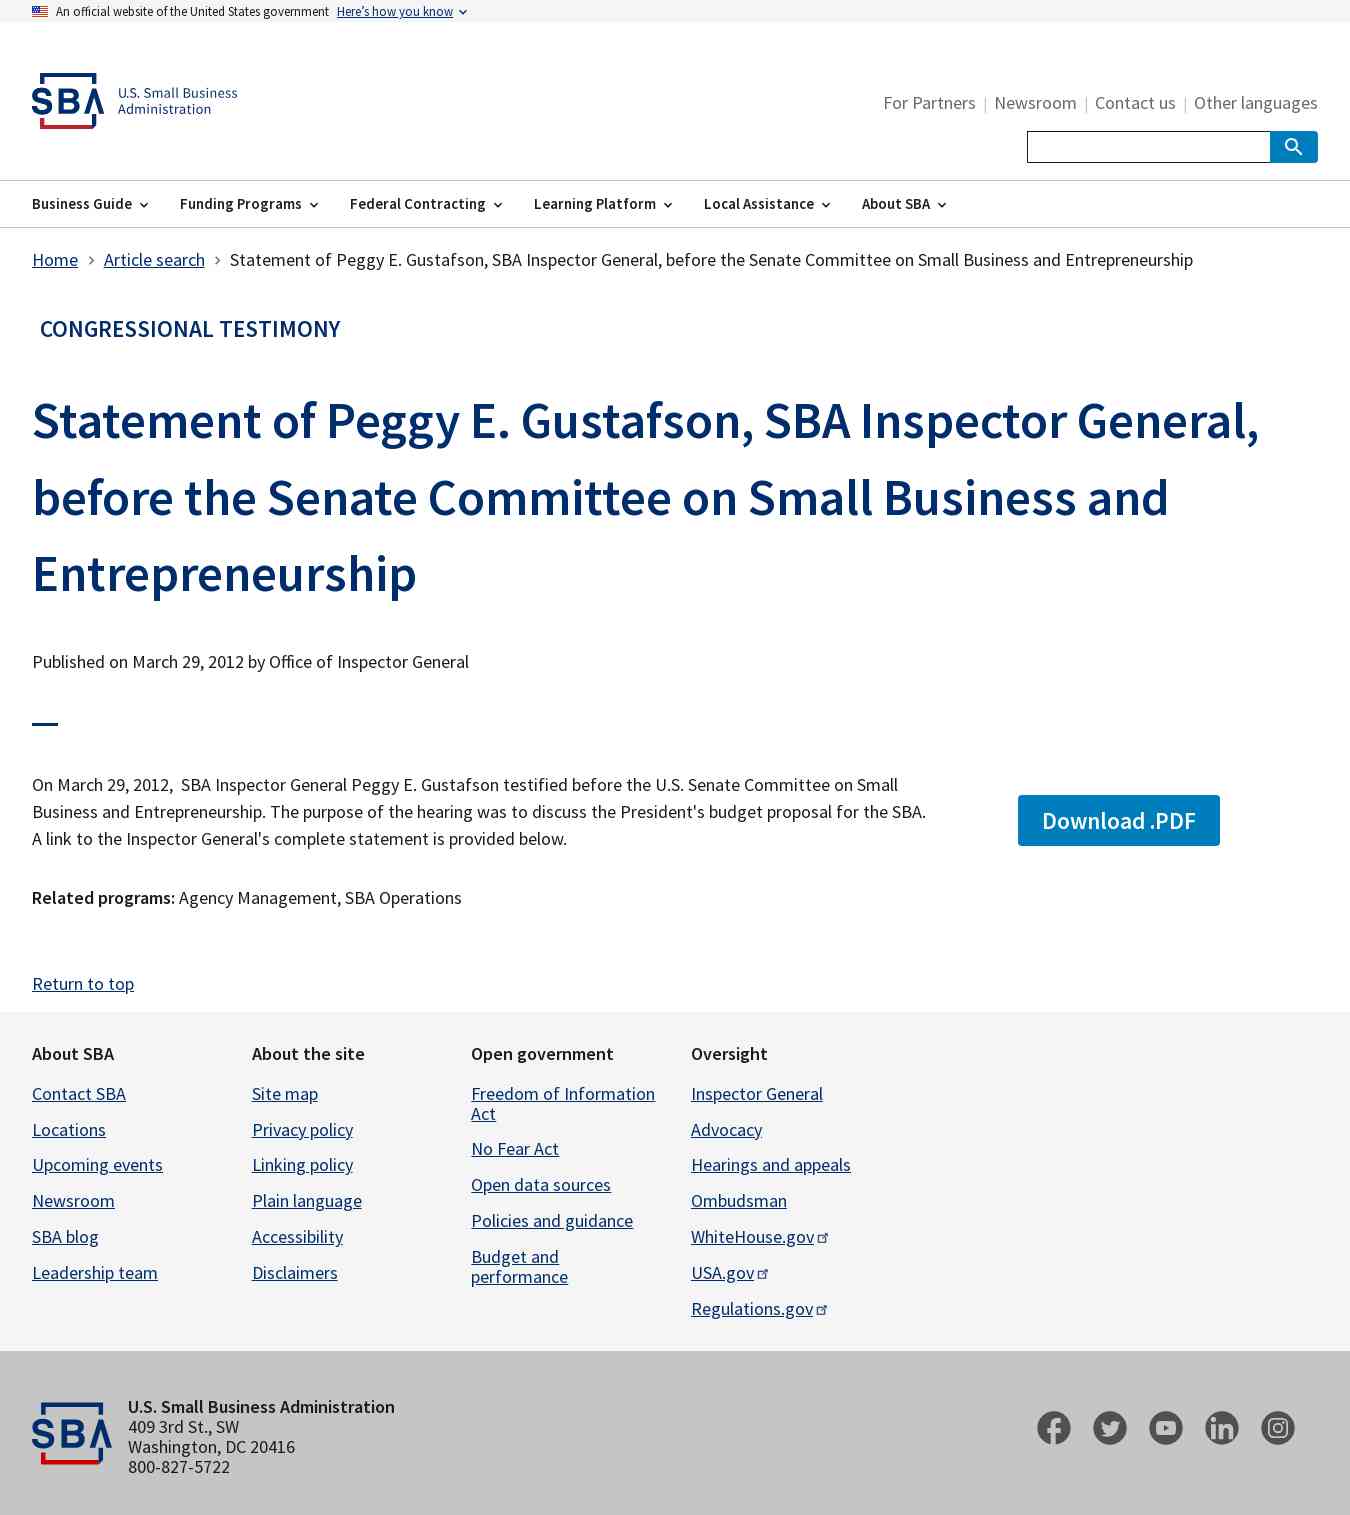 An official website of the United States government Here's how you know
SBA U.S. Small Business
Administration
For Partners | Newsroom | Contact us | Other languages
Business Guide Funding Programs Federal Contracting Learning Platform Local Assistance About SBA
Home Article search Statement of Peggy E. Gustafson, SBA Inspector General, before the Senate Committee on Small Business and Entrepreneurship
CONGRESSIONAL TESTIMONY
Statement of Peggy E. Gustafson, SBA Inspector General,
before the Senate Committee on Small Business and
Entrepreneurship
Published on March 29, 2012 by Office of Inspector General
On March 29, 2012,  SBA Inspector General Peggy E. Gustafson testified before the U.S. Senate Committee on Small
Business and Entrepreneurship. The purpose of the hearing was to discuss the President's budget proposal for the SBA.
A link to the Inspector General's complete statement is provided below.
Download .PDF
Related programs: Agency Management, SBA Operations
Return to top
About SBA
Contact SBA
Locations
Upcoming events
Newsroom
SBA blog
Leadership team
About the site
Site map
Privacy policy
Linking policy
Plain language
Accessibility
Disclaimers
Open government
Freedom of Information
Act
No Fear Act
Open data sources
Policies and guidance
Budget and
performance
Oversight
Inspector General
Advocacy
Hearings and appeals
Ombudsman
WhiteHouse.gov
USA.gov
Regulations.gov
SBA
U.S. Small Business Administration
409 3rd St., SW
Washington, DC 20416
800-827-5722